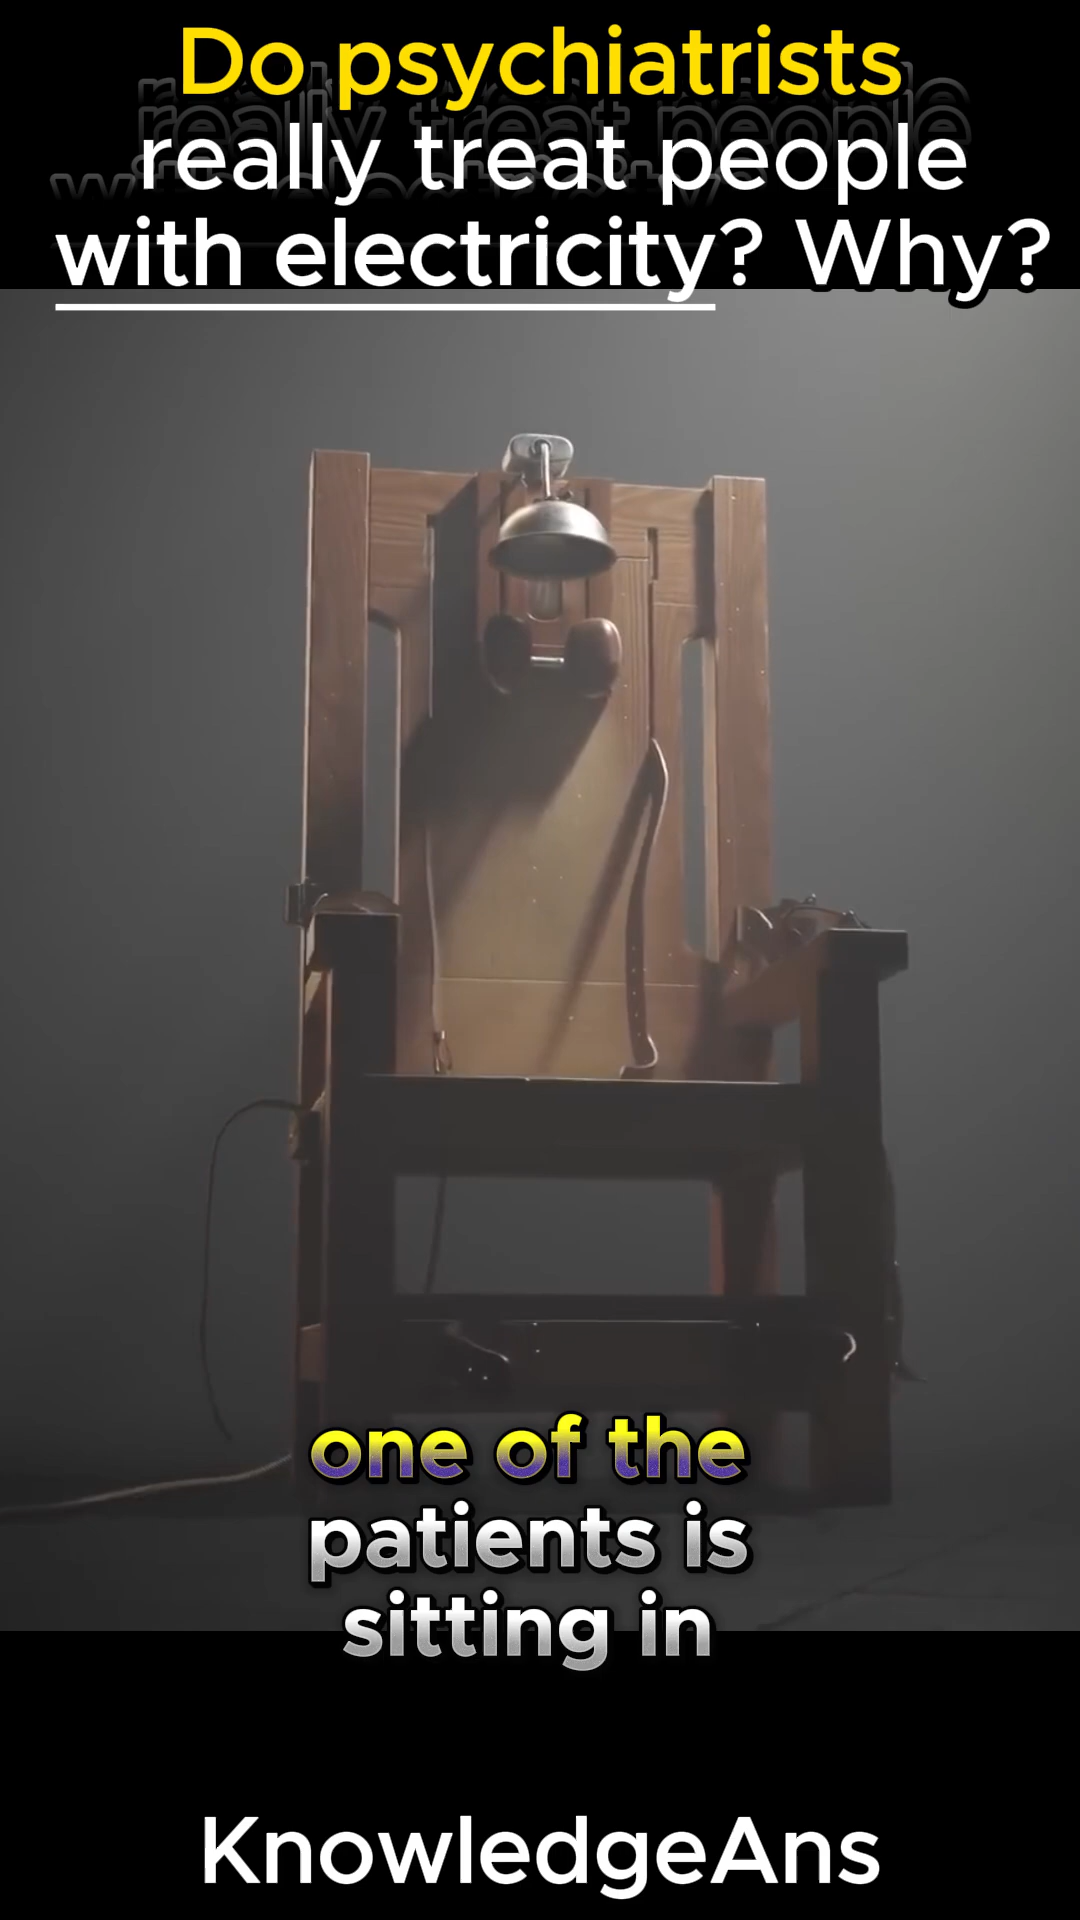 Do psychiatrists
really treat people
with electricity? Why?
one of the
patients is
sitting in
KnowledgeAns